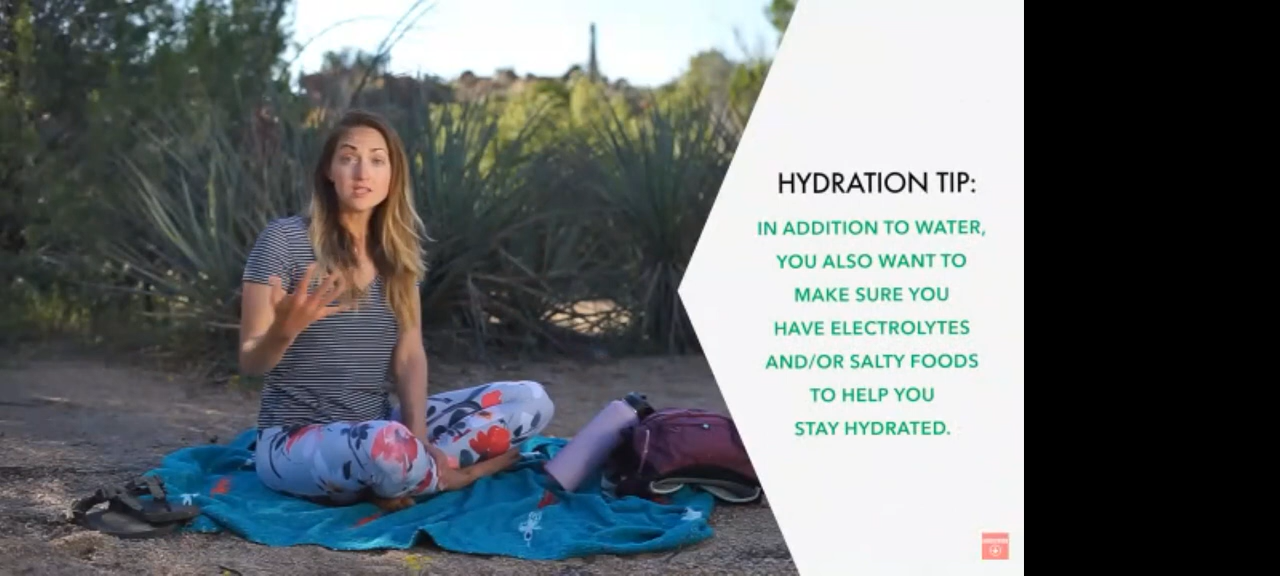 HYDRATION TIP:
IN ADDITION TO WATER,
YOU ALSO WANT TO
MAKE SURE YOU
HAVE ELECTROLYTES
AND/OR SALTY FOODS
TO HELP YOU
STAY HYDRATED.